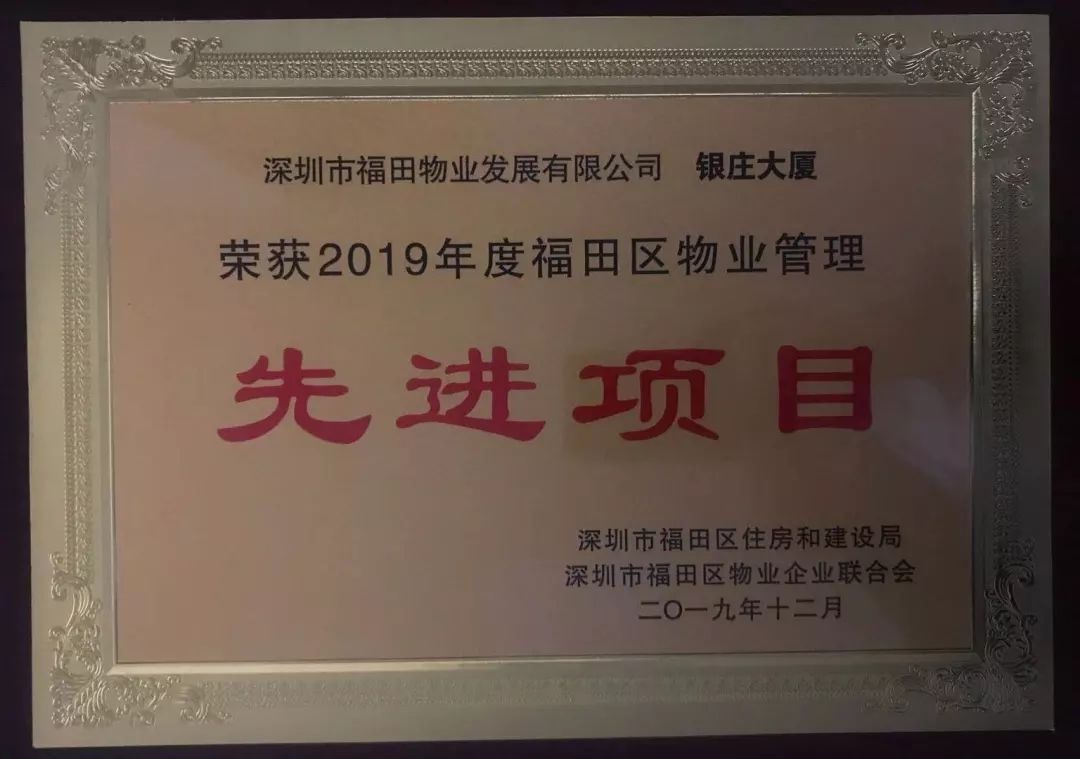 深圳市福田物业发展有限公司 银庄大厦
荣获2019年度福田区物业管理
先进项目
深圳市福田区住房和建设局
深圳市福田区物业企业联合会
二〇一九年十二月